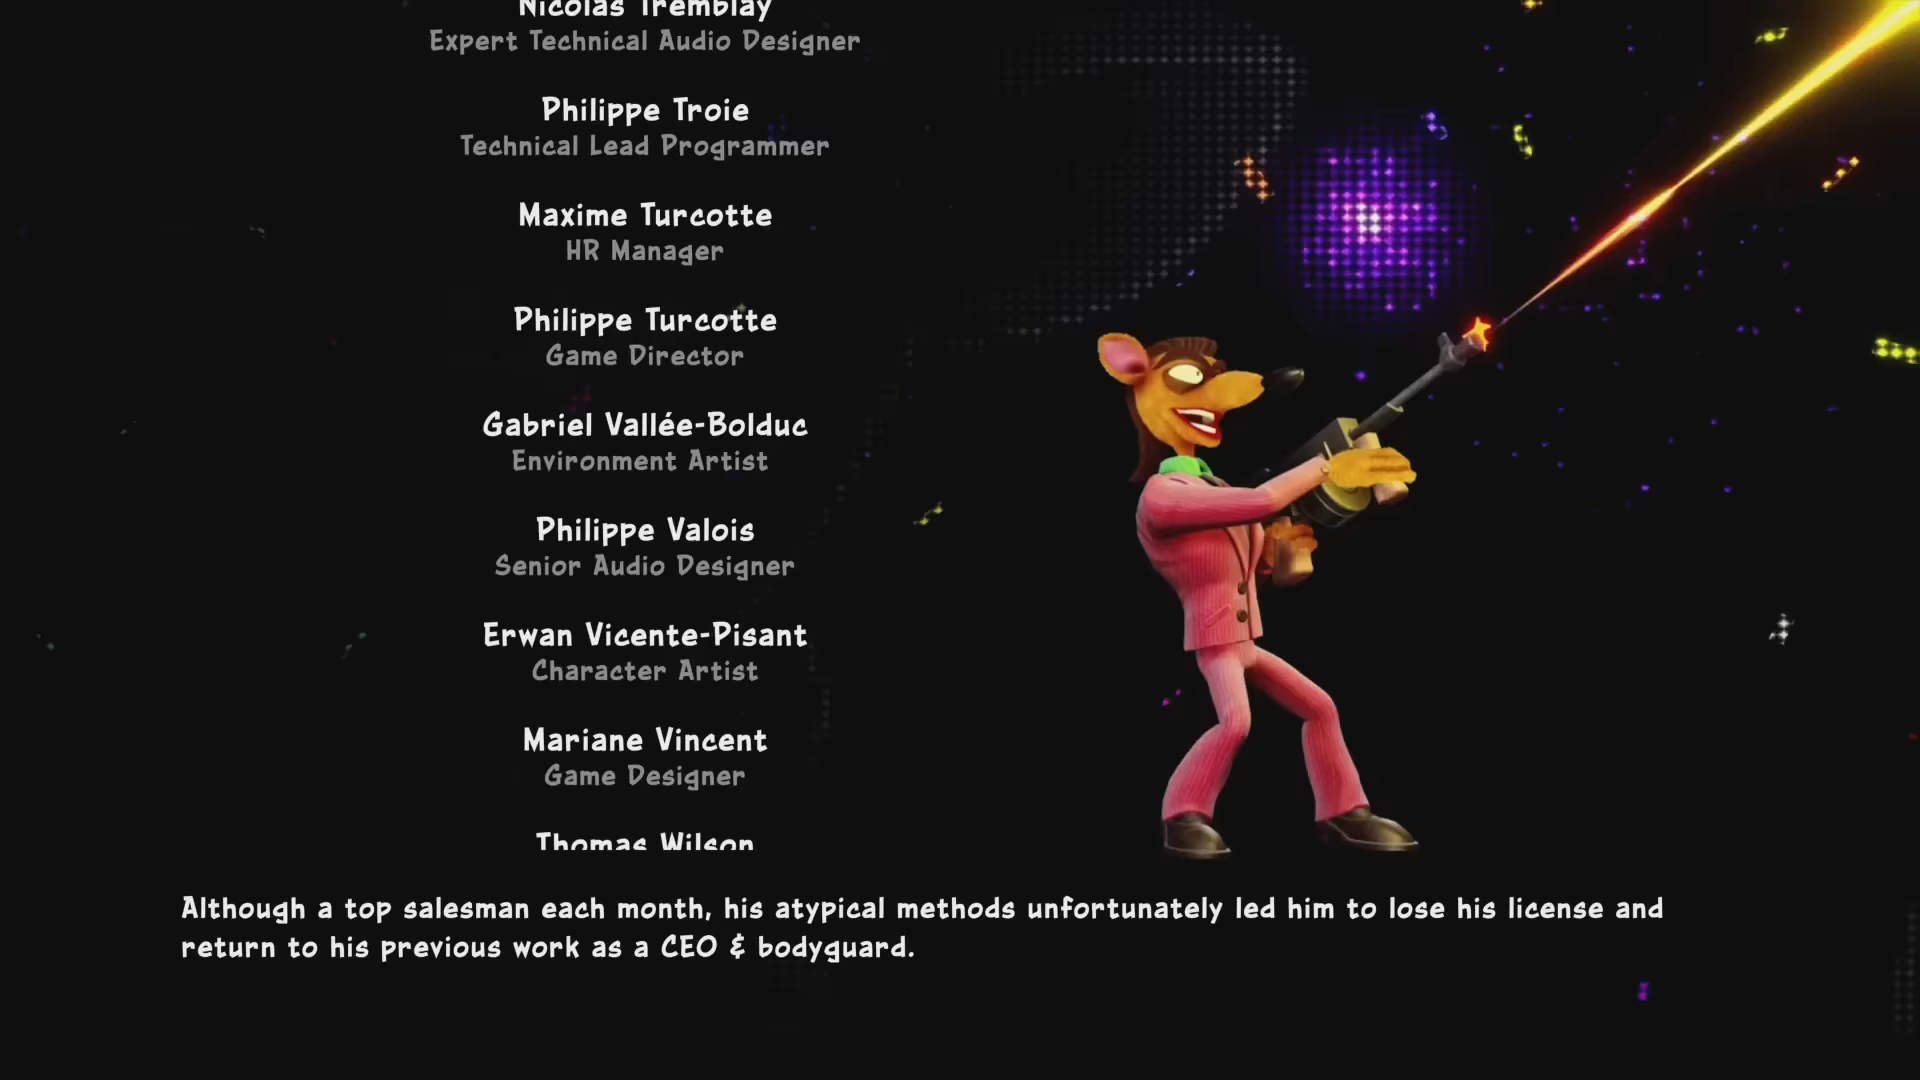 Nicolas Tremblay
Expert Technical Audio Designer
Philippe Troie
Technical Lead Programmer
Maxime Turcotte
HR Manager
Philippe Turcotte
Game Director
Gabriel Vallée-Bolduc
Environment Artist
Philippe Valois
Senior Audio Designer
Erwan Vicente-Pisant
Character Artist
Mariane Vincent
Game Designer
Thomas Wilson
Although a top salesman each month, his atypical methods unfortunately led him to lose his license and
return to his previous work as a CEO & bodyguard.